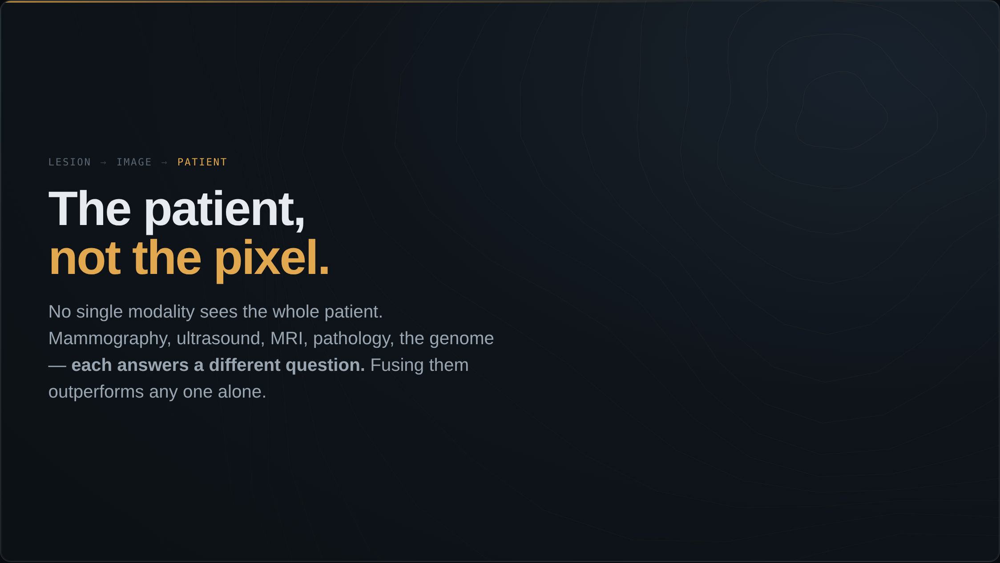 LESION → IMAGE → PATIENT
The patient,
not the pixel.
No single modality sees the whole patient.
Mammography, ultrasound, MRI, pathology, the genome
— each answers a different question. Fusing them
outperforms any one alone.